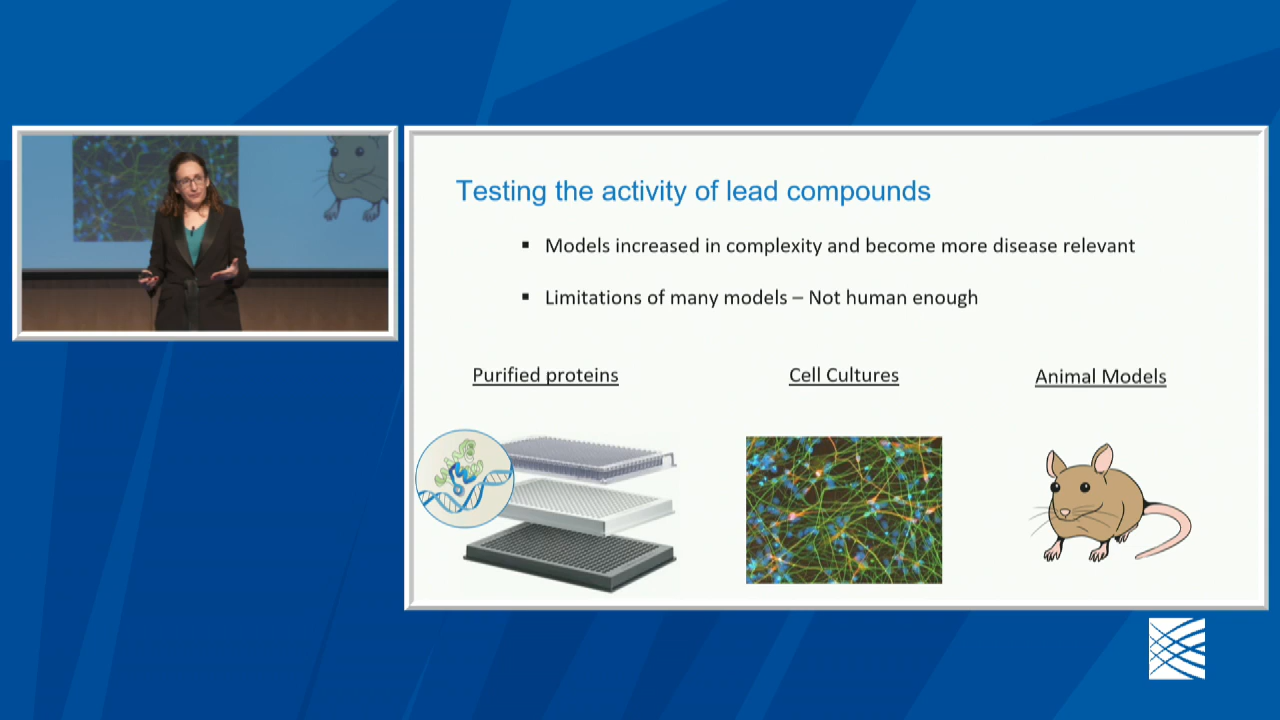 Testing the activity of lead compounds
▪ Models increased in complexity and become more disease relevant
▪ Limitations of many models – Not human enough
Purified proteins
Cell Cultures
Animal Models